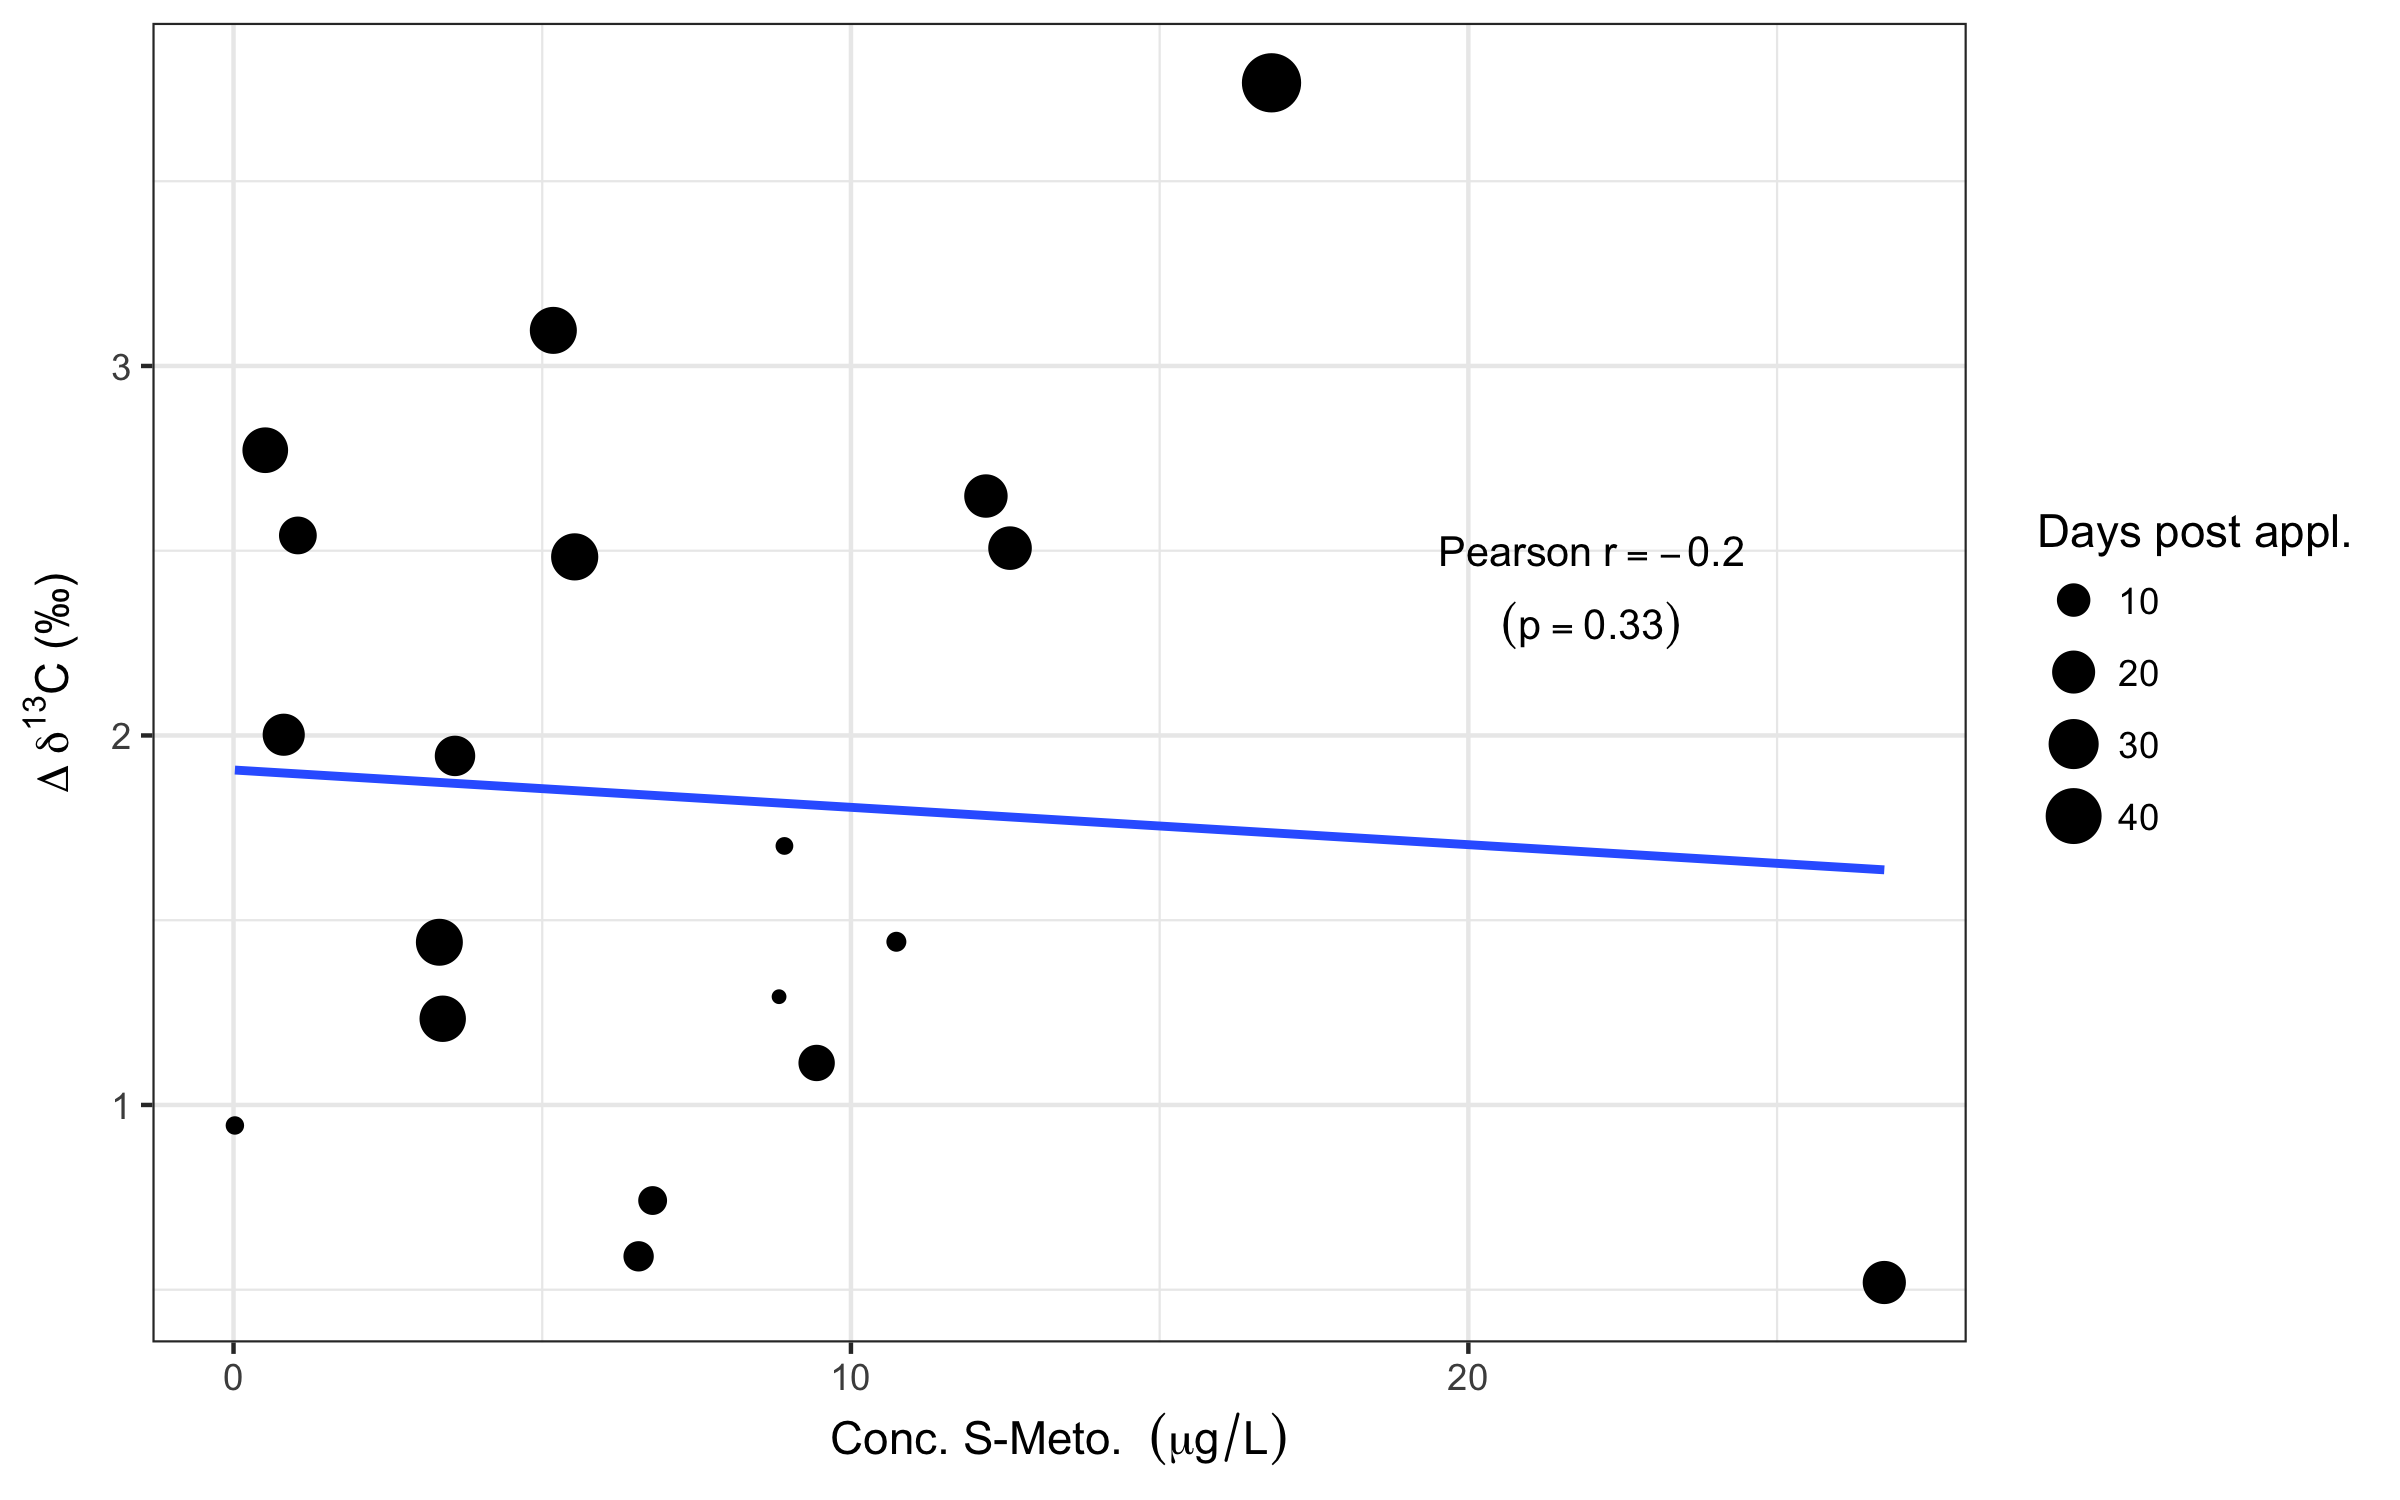 Δ δ¹³C (‰)
3
2
1
Pearson r = −0.2
(p = 0.33)
0
10
20
Conc. S-Meto. (μg/L)
Days post appl.
10
20
30
40